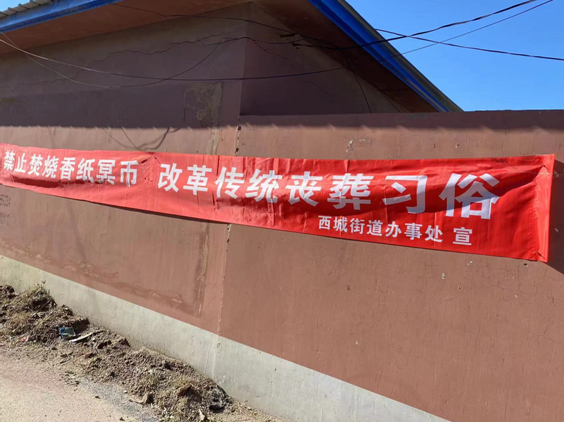 禁止焚烧香纸冥币 改革传统丧葬习俗
西城街道办事处 宣